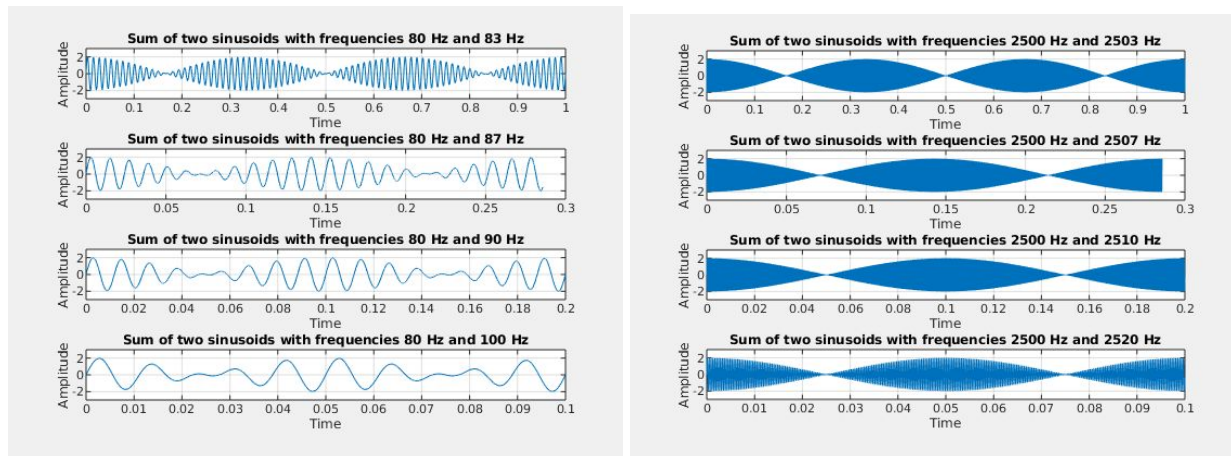 Sum of two sinusoids with frequencies 80 Hz and 83 Hz
Amplitude
2
0
-2
0 0.1 0.2 0.3 0.4 0.5 0.6 0.7 0.8 0.9 1
Time
Sum of two sinusoids with frequencies 80 Hz and 87 Hz
Amplitude
2
0
-2
0 0.05 0.1 0.15 0.2 0.25 0.3
Time
Sum of two sinusoids with frequencies 80 Hz and 90 Hz
Amplitude
2
0
-2
0 0.02 0.04 0.06 0.08 0.1 0.12 0.14 0.16 0.18 0.2
Time
Sum of two sinusoids with frequencies 80 Hz and 100 Hz
Amplitude
2
0
-2
0 0.01 0.02 0.03 0.04 0.05 0.06 0.07 0.08 0.09 0.1
Time
Sum of two sinusoids with frequencies 2500 Hz and 2503 Hz
Amplitude
2
0
-2
0 0.1 0.2 0.3 0.4 0.5 0.6 0.7 0.8 0.9 1
Time
Sum of two sinusoids with frequencies 2500 Hz and 2507 Hz
Amplitude
2
0
-2
0 0.05 0.1 0.15 0.2 0.25 0.3
Time
Sum of two sinusoids with frequencies 2500 Hz and 2510 Hz
Amplitude
2
0
-2
0 0.02 0.04 0.06 0.08 0.1 0.12 0.14 0.16 0.18 0.2
Time
Sum of two sinusoids with frequencies 2500 Hz and 2520 Hz
Amplitude
2
0
-2
0 0.01 0.02 0.03 0.04 0.05 0.06 0.07 0.08 0.09 0.1
Time